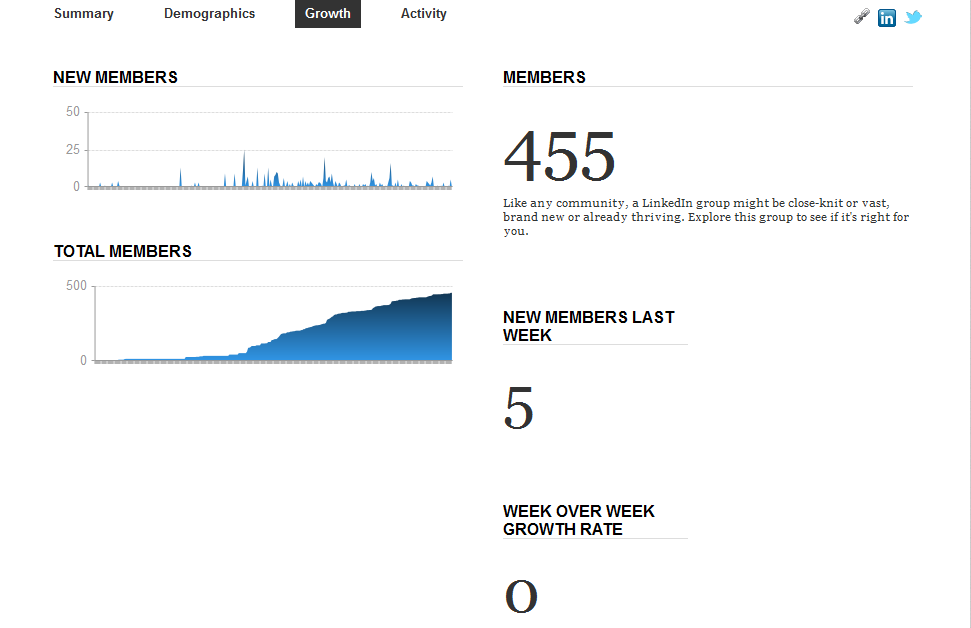 Summary Demographics Growth Activity
in
NEW MEMBERS
50
25
0
TOTAL MEMBERS
500
0
MEMBERS
455
Like any community, a LinkedIn group might be close-knit or vast,
brand new or already thriving. Explore this group to see if it's right for
you.
NEW MEMBERS LAST
WEEK
5
WEEK OVER WEEK
GROWTH RATE
0